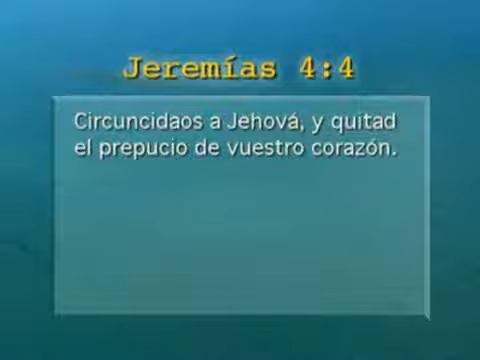 Jeremías 4:4
Circuncidaos a Jehová, y quitad
el prepucio de vuestro corazón.